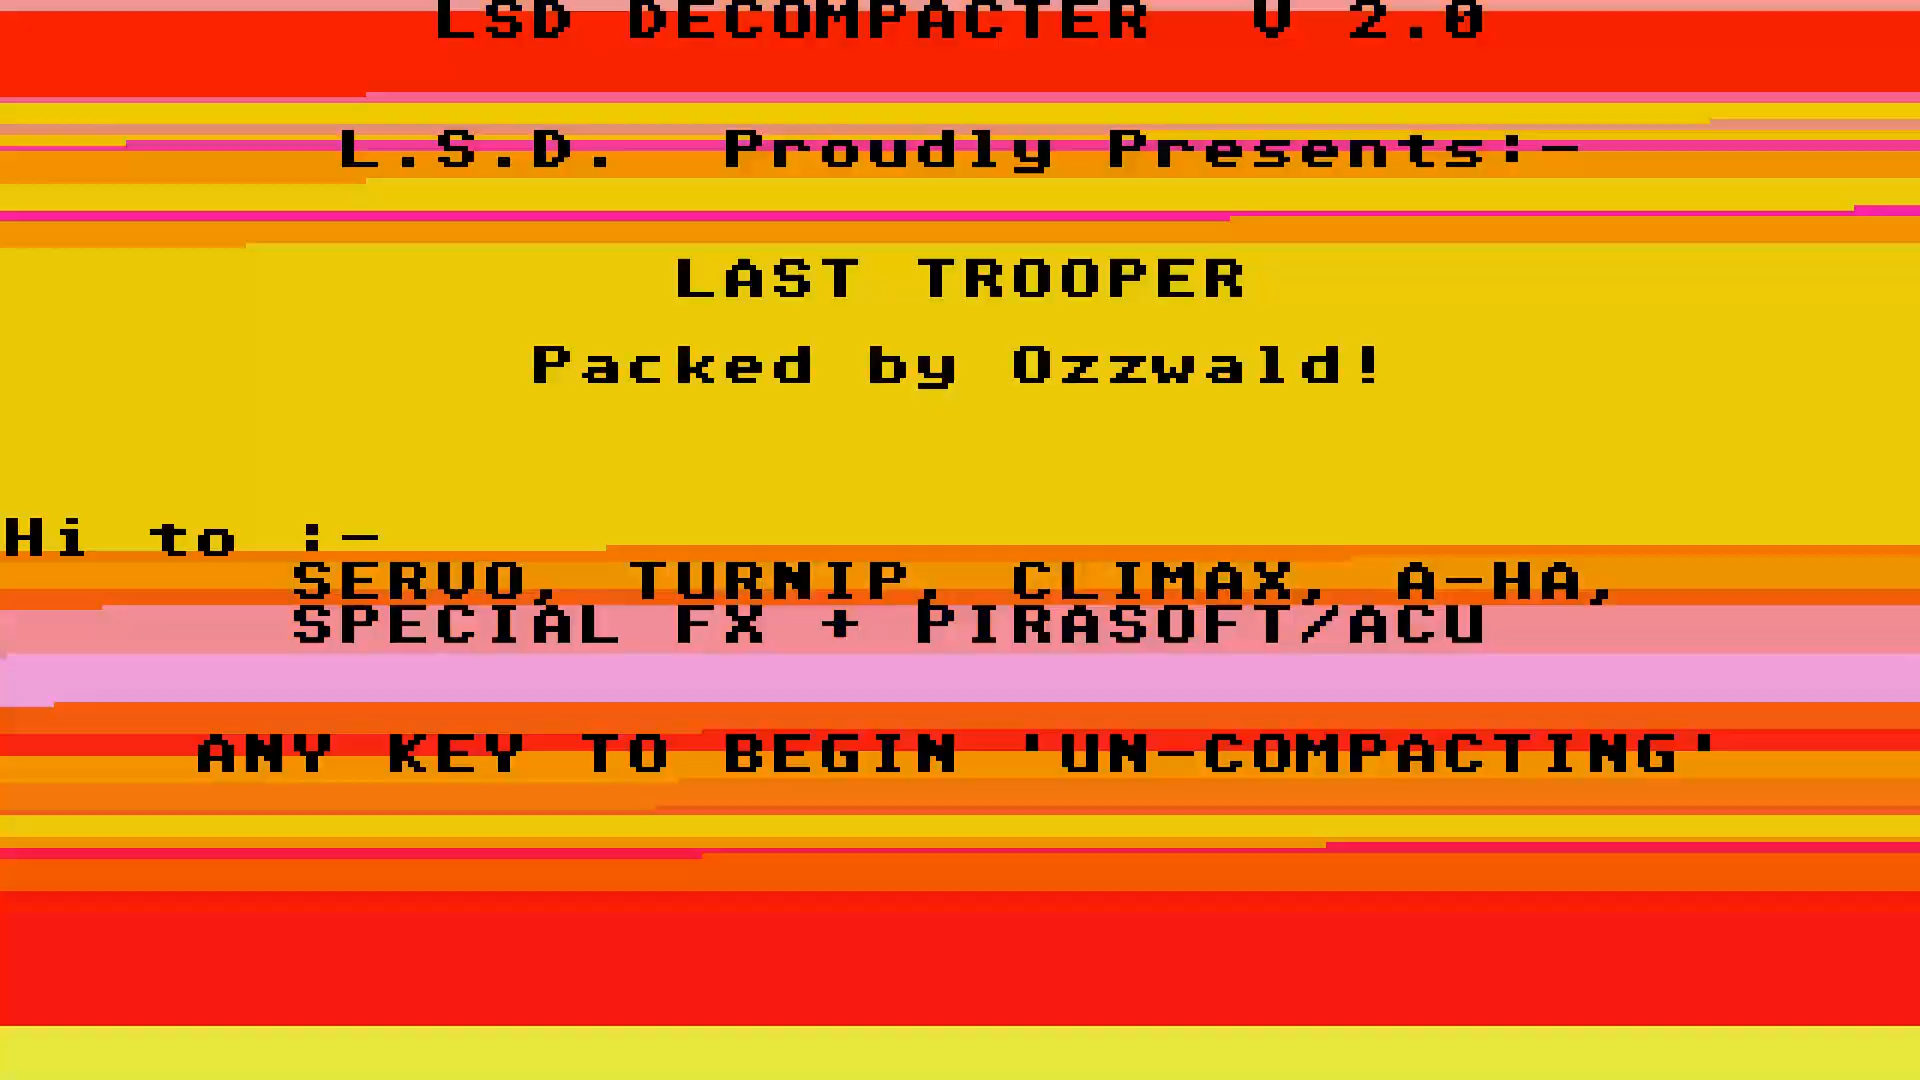 LSD DECOMPACTER  V 2.0
L.S.D.  Proudly Presents:-
LAST TROOPER
Packed by Ozzwald!
Hi to :-
SERVO, TURNIP, CLIMAX, A-HA,
SPECIAL FX + PIRASOFT/ACU
ANY KEY TO BEGIN 'UN-COMPACTING'